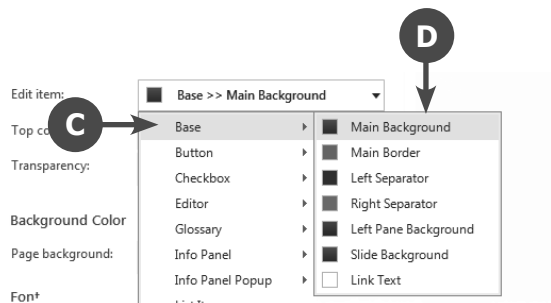 D
Edit item: Base >> Main Background
C
Top co
Base
Main Background
Button
Main Border
Transparency:
Checkbox
Left Separator
Editor
Right Separator
Background Color
Glossary
Left Pane Background
Page background:
Info Panel
Slide Background
Info Panel Popup
Link Text
Font